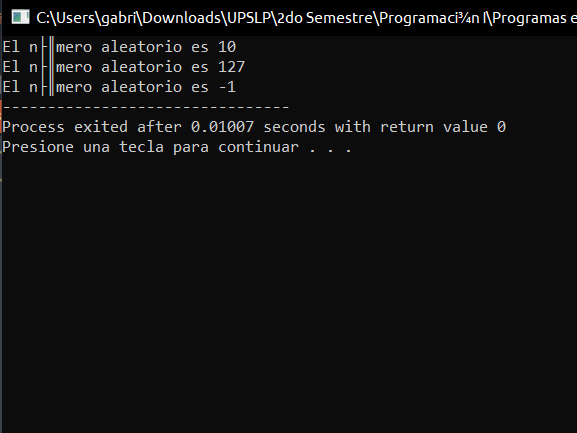 C:\Users\gabri\Downloads\UPSLP\2do Semestre\Programaci¾n I\Programas e
El n├║mero aleatorio es 10
El n├║mero aleatorio es 127
El n├║mero aleatorio es -1
--------------------------------
Process exited after 0.01007 seconds with return value 0
Presione una tecla para continuar . . .